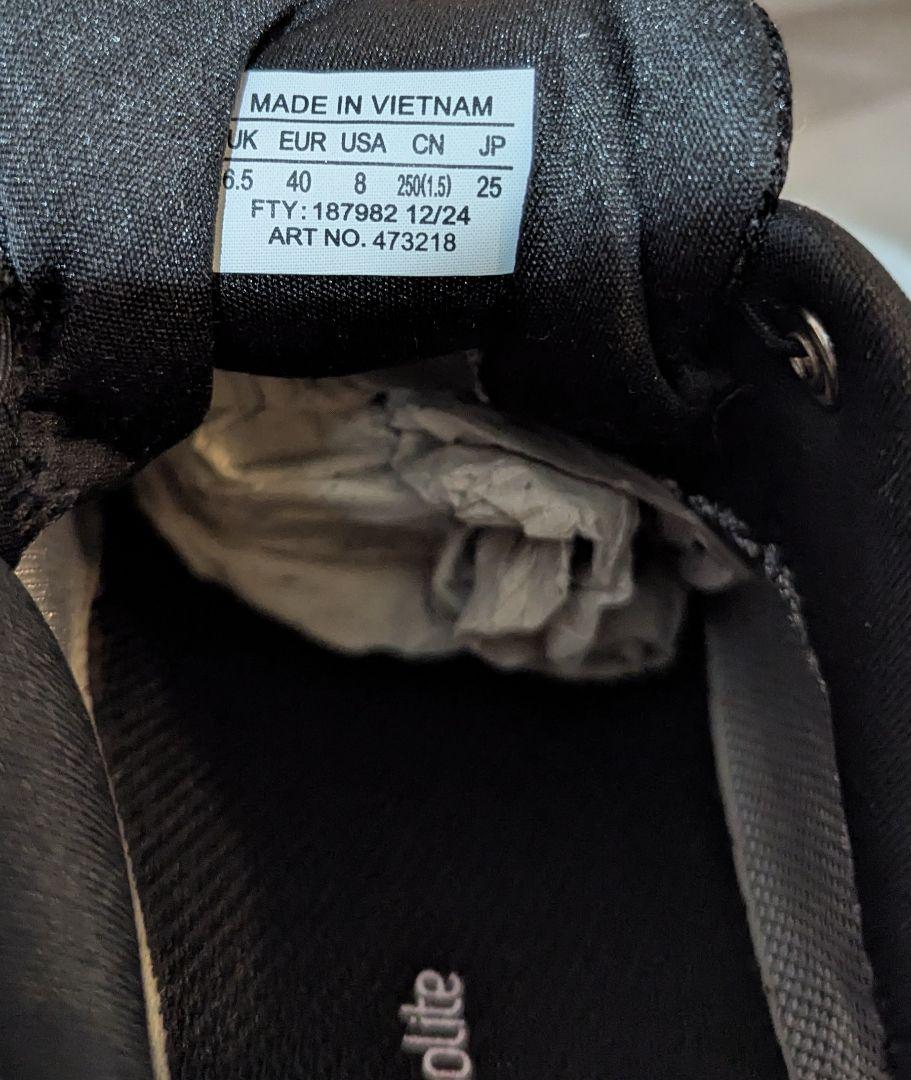 MADE IN VIETNAM
UK EUR USA CN JP
6.5 40 8 250(1.5) 25
FTY: 187982 12/24
ART NO. 473218
olite